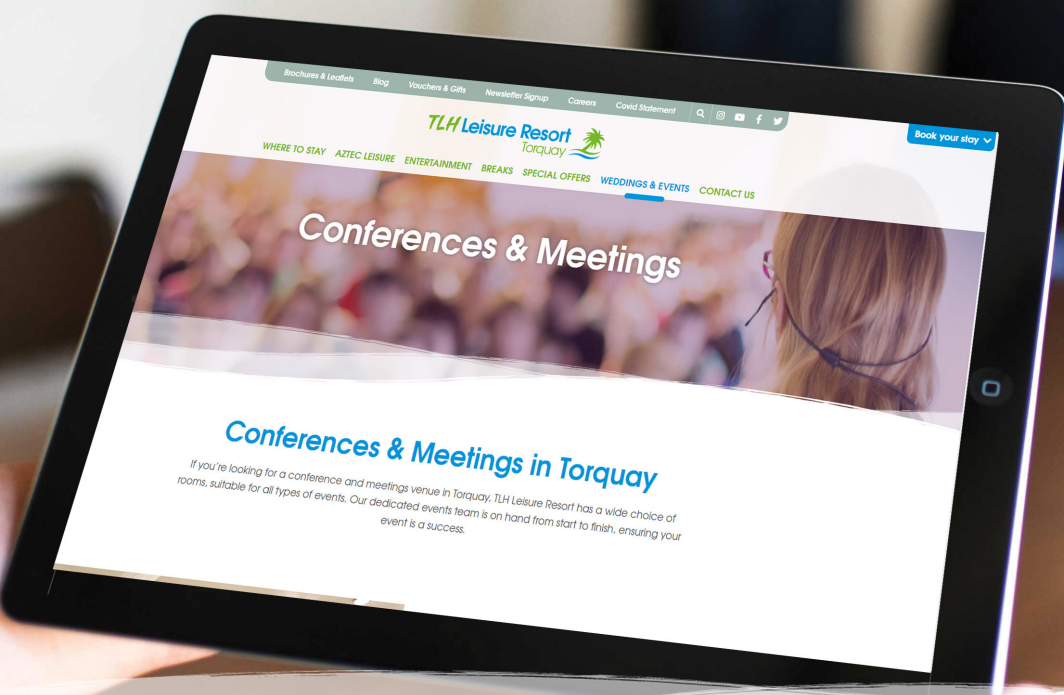 Brochures & Leaflets Blog Vouchers & Gifts Newsletter Signup Careers Covid Statement
Book your stay
TLH Leisure Resort
Torquay
WHERE TO STAY AZTEC LEISURE ENTERTAINMENT BREAKS SPECIAL OFFERS WEDDINGS & EVENTS CONTACT US
Conferences & Meetings
Conferences & Meetings in Torquay
If you're looking for a conference and meetings venue in Torquay, TLH Leisure Resort has a wide choice of
rooms, suitable for all types of events. Our dedicated events team is on hand from start to finish, ensuring your
event is a success.